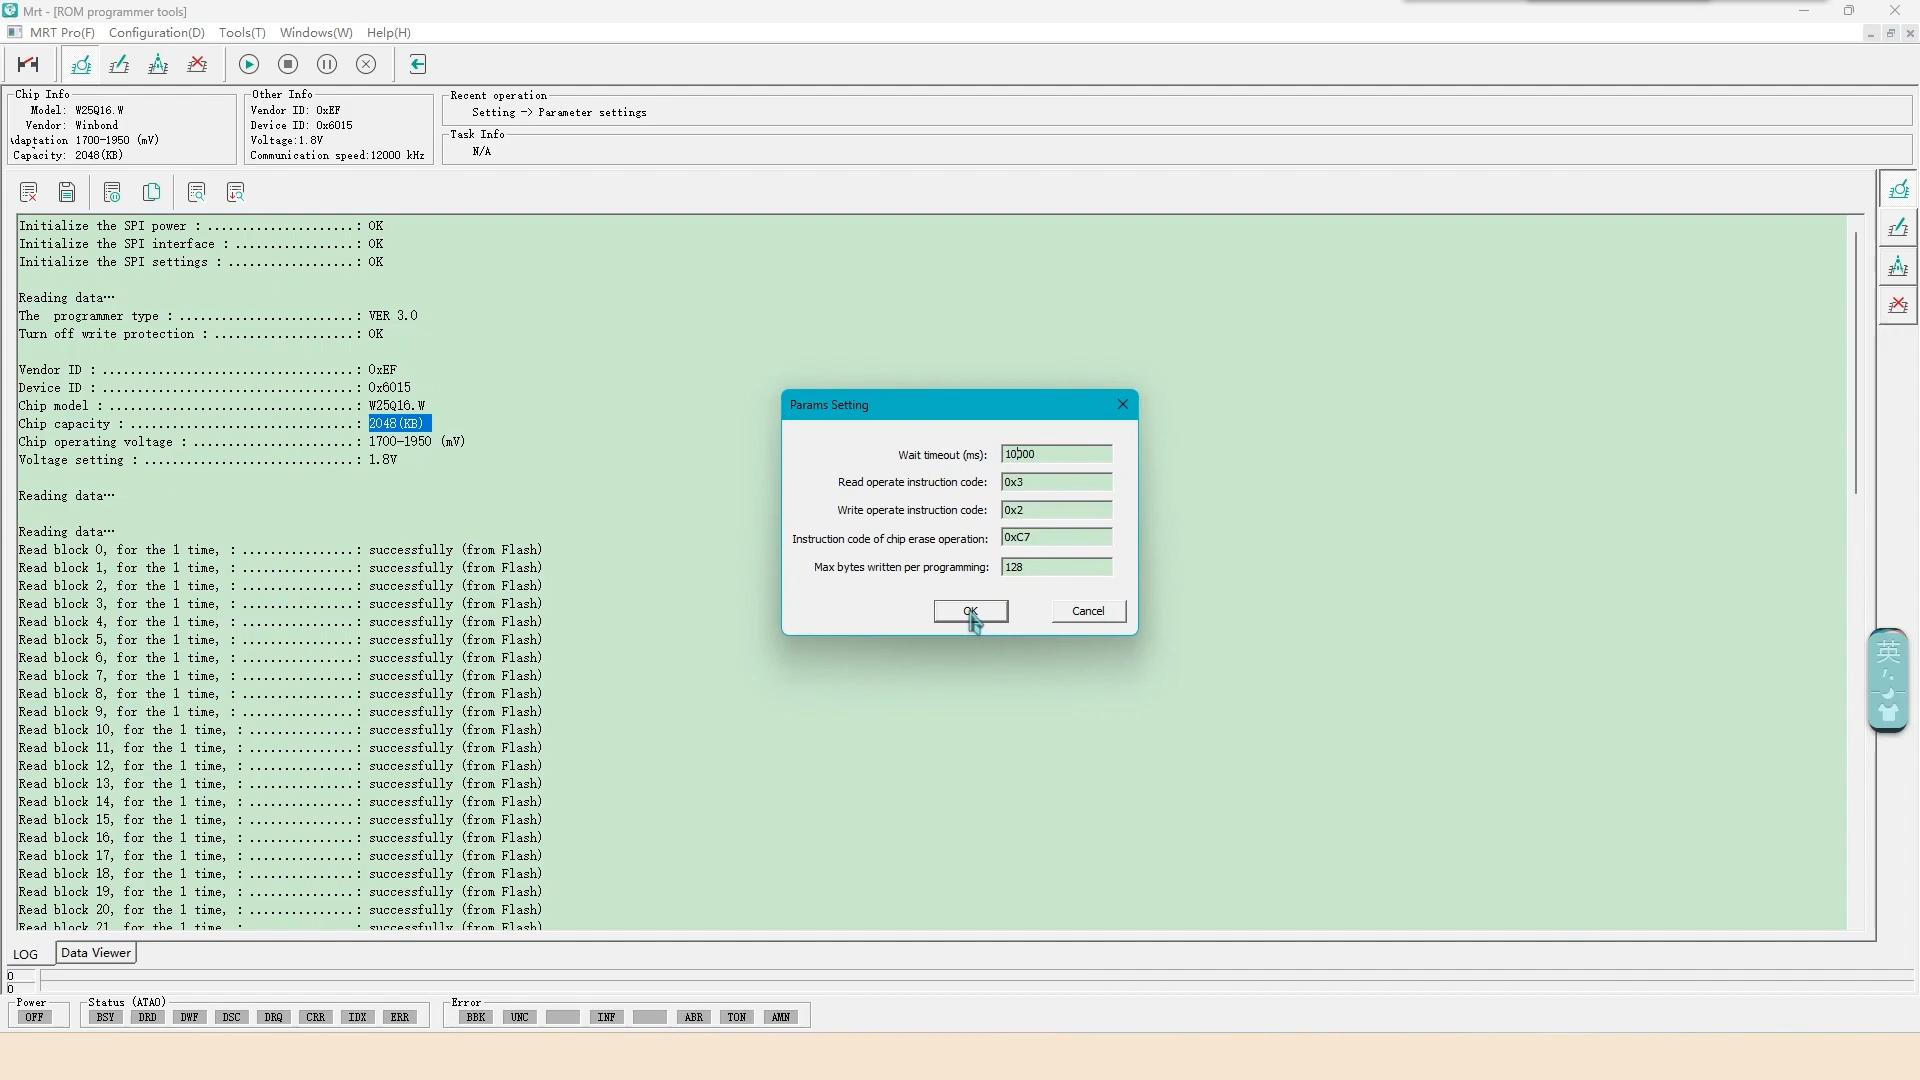 Mrt - [ROM programmer tools]
MRT Pro(F) Configuration(D) Tools(T) Windows(W) Help(H)
Chip Info
Model: W25Q16.W
Vendor: Winbond
daptation 1700-1950 (mV)
Capacity: 2048(KB)
Other Info
Vendor ID: 0xEF
Device ID: 0x6015
Voltage:1.8V
Communication speed:12000 kHz
Recent operation
Setting -> Parameter settings
Task Info
N/A
Initialize the SPI power : .....................: OK
Initialize the SPI interface : .................: OK
Initialize the SPI settings : ..................: OK
Reading data…
The  programmer type : .........................: VER 3.0
Turn off write protection : ....................: OK
Vendor ID : ....................................: 0xEF
Device ID : ....................................: 0x6015
Chip model : ...................................: W25Q16.W
Chip capacity : ................................: 2048(KB)
Chip operating voltage : .......................: 1700-1950 (mV)
Voltage setting : ..............................: 1.8V
Reading data…
Reading data…
Read block 0, for the 1 time, : ................: successfully (from Flash)
Read block 1, for the 1 time, : ................: successfully (from Flash)
Read block 2, for the 1 time, : ................: successfully (from Flash)
Read block 3, for the 1 time, : ................: successfully (from Flash)
Read block 4, for the 1 time, : ................: successfully (from Flash)
Read block 5, for the 1 time, : ................: successfully (from Flash)
Read block 6, for the 1 time, : ................: successfully (from Flash)
Read block 7, for the 1 time, : ................: successfully (from Flash)
Read block 8, for the 1 time, : ................: successfully (from Flash)
Read block 9, for the 1 time, : ................: successfully (from Flash)
Read block 10, for the 1 time, : ...............: successfully (from Flash)
Read block 11, for the 1 time, : ...............: successfully (from Flash)
Read block 12, for the 1 time, : ...............: successfully (from Flash)
Read block 13, for the 1 time, : ...............: successfully (from Flash)
Read block 14, for the 1 time, : ...............: successfully (from Flash)
Read block 15, for the 1 time, : ...............: successfully (from Flash)
Read block 16, for the 1 time, : ...............: successfully (from Flash)
Read block 17, for the 1 time, : ...............: successfully (from Flash)
Read block 18, for the 1 time, : ...............: successfully (from Flash)
Read block 19, for the 1 time, : ...............: successfully (from Flash)
Read block 20, for the 1 time, : ...............: successfully (from Flash)
Read block 21, for the 1 time, : ...............: successfully (from Flash)
Params Setting
Wait timeout (ms): 10000
Read operate instruction code: 0x3
Write operate instruction code: 0x2
Instruction code of chip erase operation: 0xC7
Max bytes written per programming: 128
OK Cancel
英
LOG Data Viewer
0
0
Power
OFF
Status (ATA0)
BSY DRD DWF DSC DRQ CRR IDX ERR
Error
BBK UNC INF ABR TON AMN